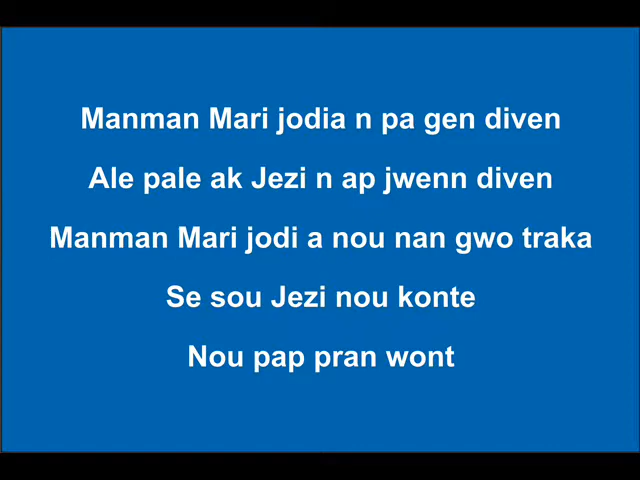 Manman Mari jodia n pa gen diven
Ale pale ak Jezi n ap jwenn diven
Manman Mari jodi a nou nan gwo traka
Se sou Jezi nou konte
Nou pap pran wont